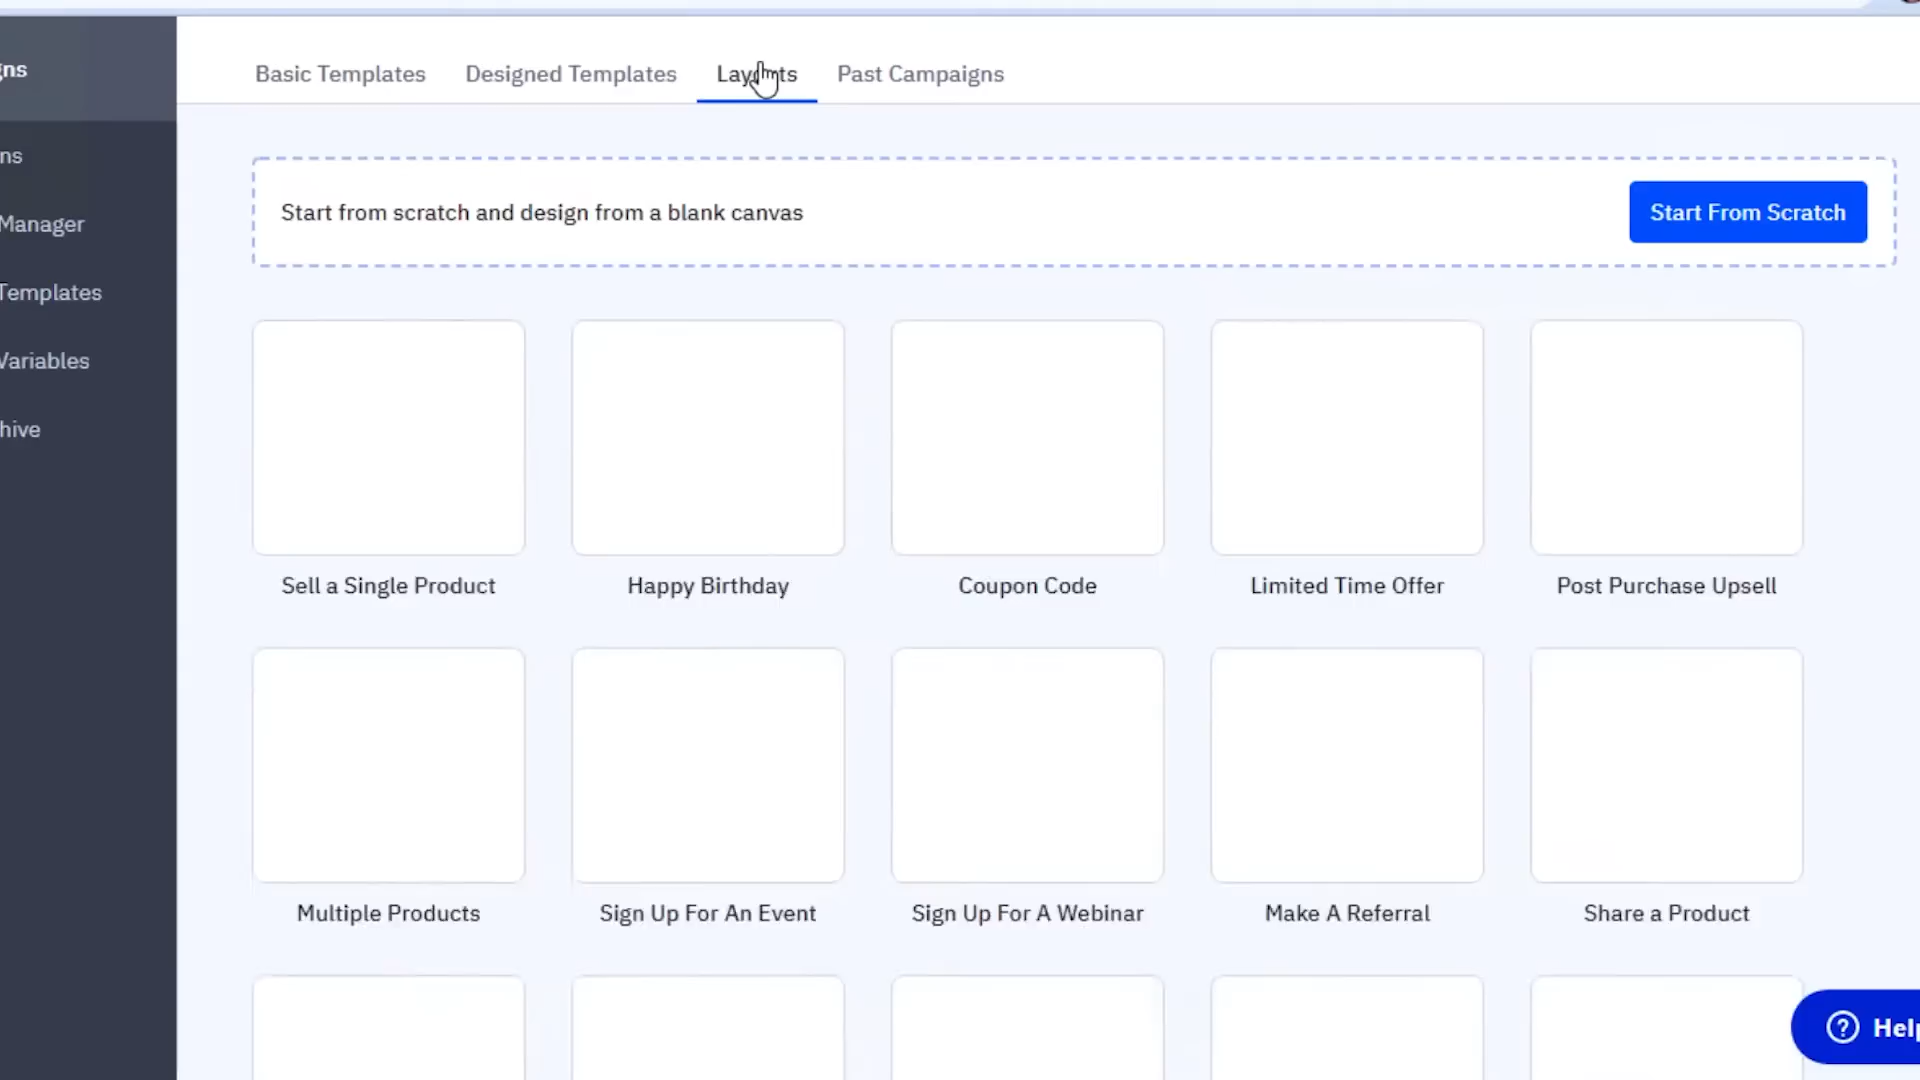 Basic Templates Designed Templates Layouts Past Campaigns
Start from scratch and design from a blank canvas
Start From Scratch
ns
Manager
Templates
Variables
hive
Sell a Single Product Happy Birthday Coupon Code Limited Time Offer Post Purchase Upsell
Multiple Products Sign Up For An Event Sign Up For A Webinar Make A Referral Share a Product
Help